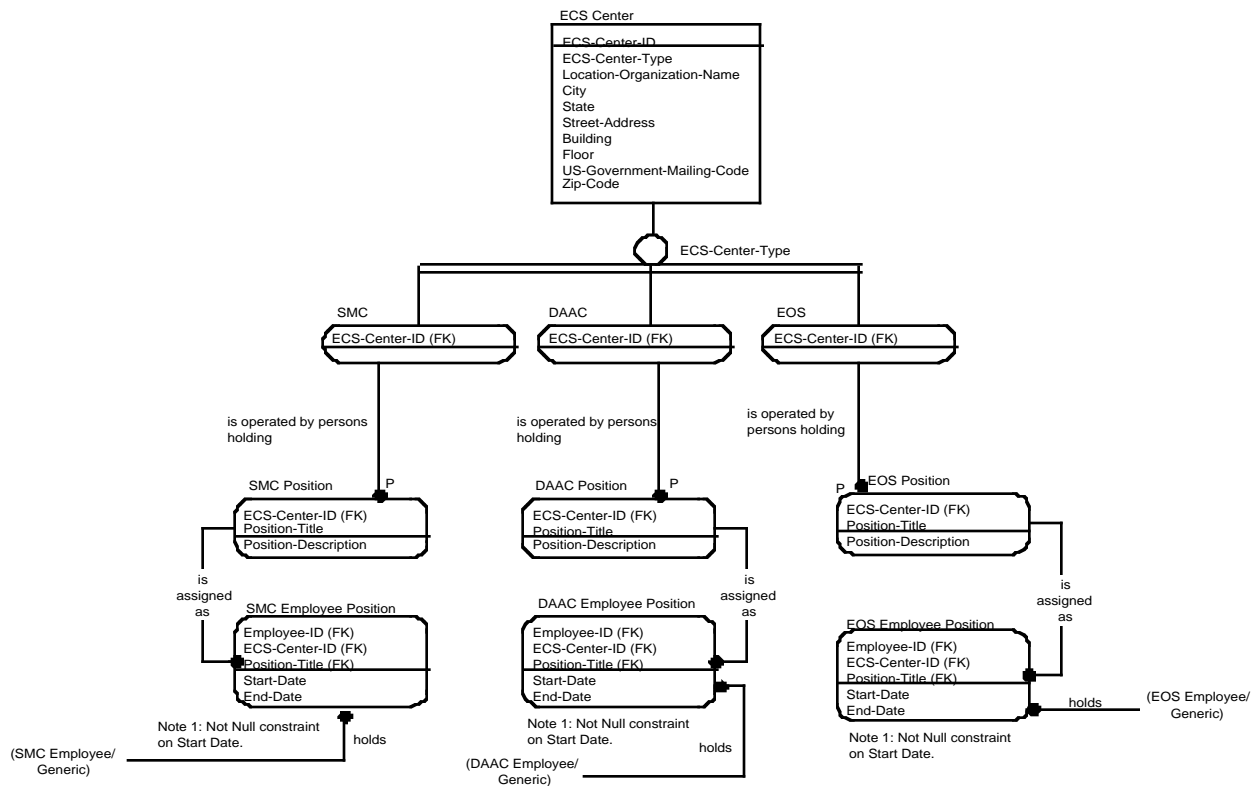 ECS Center
ECS-Center-ID
ECS-Center-Type
Location-Organization-Name
City
State
Street-Address
Building
Floor
US-Government-Mailing-Code
Zip-Code
ECS-Center-Type
SMC
ECS-Center-ID (FK)
DAAC
ECS-Center-ID (FK)
EOS
ECS-Center-ID (FK)
is operated by persons
holding
is operated by persons
holding
is operated by
persons holding
P
P
P
SMC Position
ECS-Center-ID (FK)
Position-Title
Position-Description
DAAC Position
ECS-Center-ID (FK)
Position-Title
Position-Description
EOS Position
ECS-Center-ID (FK)
Position-Title
Position-Description
is
assigned
as
is
assigned
as
is
assigned
as
SMC Employee Position
Employee-ID (FK)
ECS-Center-ID (FK)
Position-Title (FK)
Start-Date
End-Date
DAAC Employee Position
Employee-ID (FK)
ECS-Center-ID (FK)
Position-Title (FK)
Start-Date
End-Date
EOS Employee Position
Employee-ID (FK)
ECS-Center-ID (FK)
Position-Title (FK)
Start-Date
End-Date
Note 1: Not Null constraint
on Start Date.
holds
(SMC Employee/
Generic)
Note 1: Not Null constraint
on Start Date.
holds
(DAAC Employee/
Generic)
Note 1: Not Null constraint
on Start Date.
holds
(EOS Employee/
Generic)